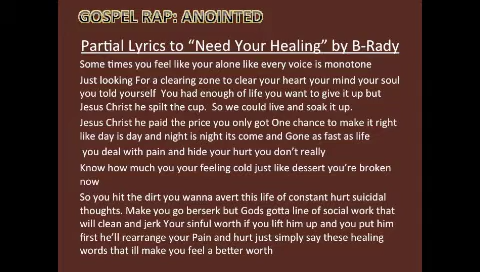 GOSPEL RAP: ANOINTED
Partial Lyrics to “Need Your Healing” by B-Rady
Some times you feel like your alone like every voice is monotone
Just looking For a clearing zone to clear your heart your mind your soul
you told yourself  You had enough of life you want to give it up but
Jesus Christ he spilt the cup.  So we could live and soak it up.
Jesus Christ he paid the price you only got One chance to make it right
like day is day and night is night its come and Gone as fast as life
you deal with pain and hide your hurt you don’t really
Know how much you your feeling cold just like dessert you’re broken
now
So you hit the dirt you wanna avert this life of constant hurt suicidal
thoughts. Make you go berserk but Gods gotta line of social work that
will clean and jerk Your sinful worth if you lift him up and you put him
first he’ll rearrange your Pain and hurt just simply say these healing
words that ill make you feel a better worth